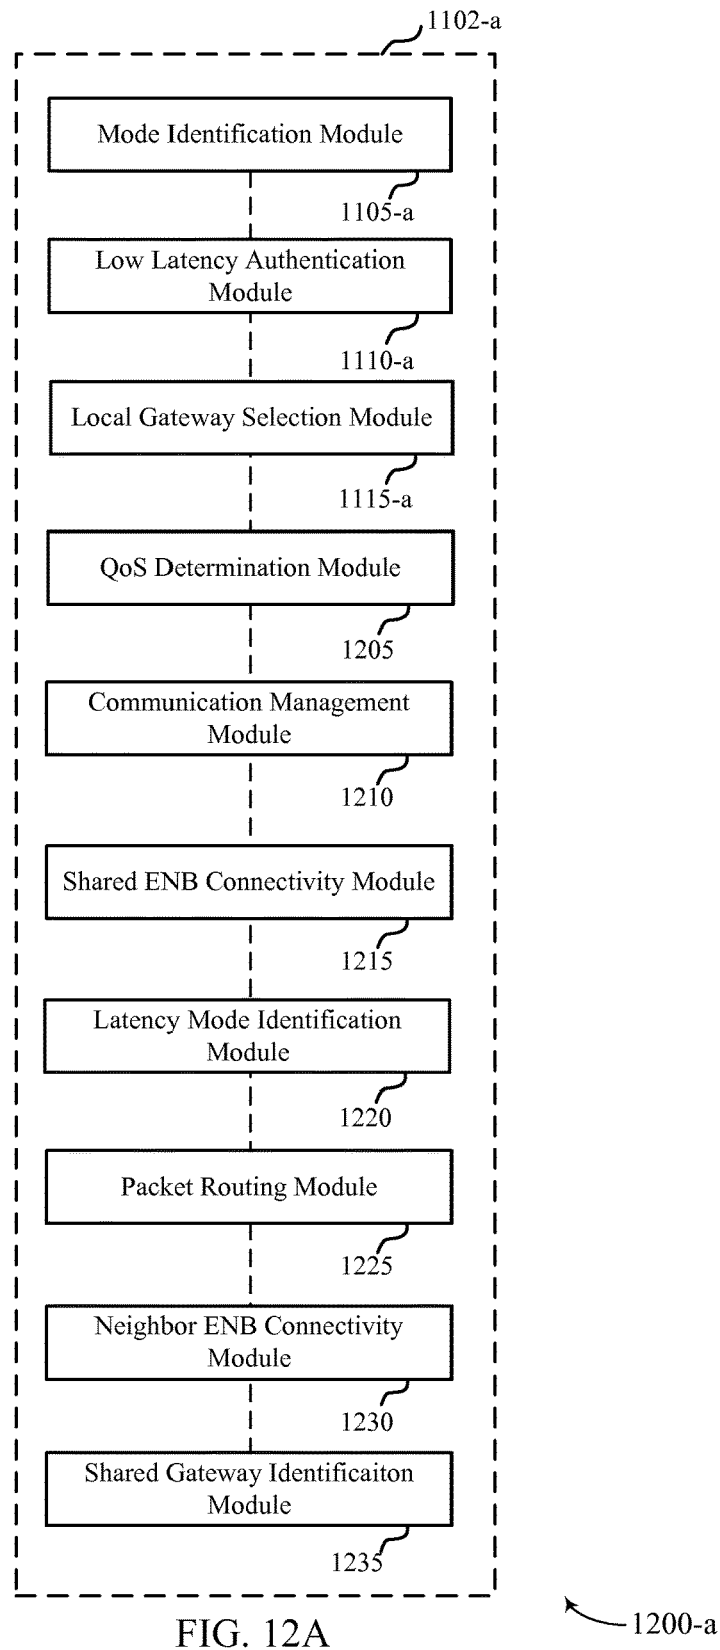 1102-a
Mode Identification Module
1105-a
Low Latency Authentication
Module
1110-a
Local Gateway Selection Module
1115-a
QoS Determination Module
1205
Communication Management
Module
1210
Shared ENB Connectivity Module
1215
Latency Mode Identification
Module
1220
Packet Routing Module
1225
Neighbor ENB Connectivity
Module
1230
Shared Gateway Identificaiton
Module
1235
FIG. 12A
1200-a